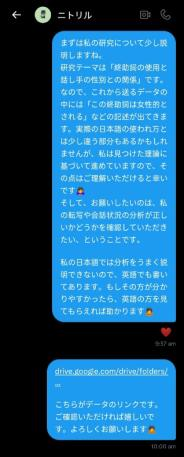 ニトリル
まずは私の研究について少し説
明しますね。
研究テーマは「終助詞の使用と
話し手の性別との関係」です。
なので、これから送るデータの
中には「この終助詞は女性的と
される」などの記述が出てきま
す。実際の日本語の使われ方と
は少し違う部分もあるかもしれ
ませんが、私は見つけた理論に
基づいて進めていますので、そ
の点はご理解いただけると幸い
です🙇‍♀️
そして、お願いしたいのは、私
の転写や会話状況の分析が正し
いかどうかを確認していただき
たい、ということです。
私の日本語では分析をうまく説
明できないので、英語でも書い
てあります。もしその方が分か
りやすかったら、英語の方を見
てもらえれば助かります🙇‍♀️
❤️
9:57 am
drive.google.com/drive/folders/
...
こちらがデータのリンクです。
ご確認いただければ嬉しいで
す。よろしくお願いします🙇‍♀️
10:00 am